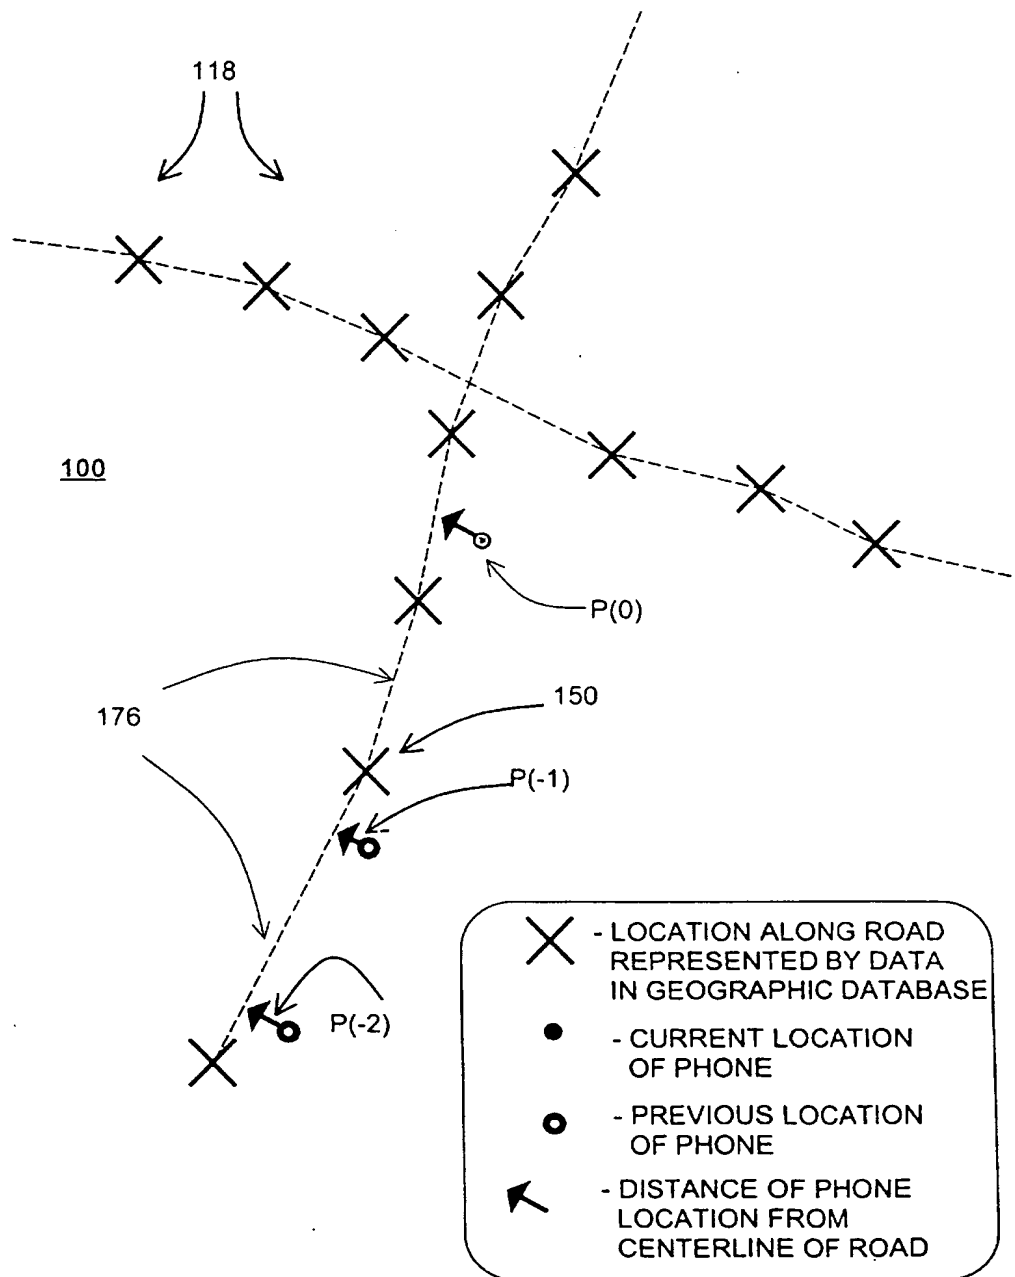 118
100
P(0)
176
150
P(-1)
P(-2)
- LOCATION ALONG ROAD
REPRESENTED BY DATA
IN GEOGRAPHIC DATABASE
- CURRENT LOCATION
OF PHONE
- PREVIOUS LOCATION
OF PHONE
- DISTANCE OF PHONE
LOCATION FROM
CENTERLINE OF ROAD